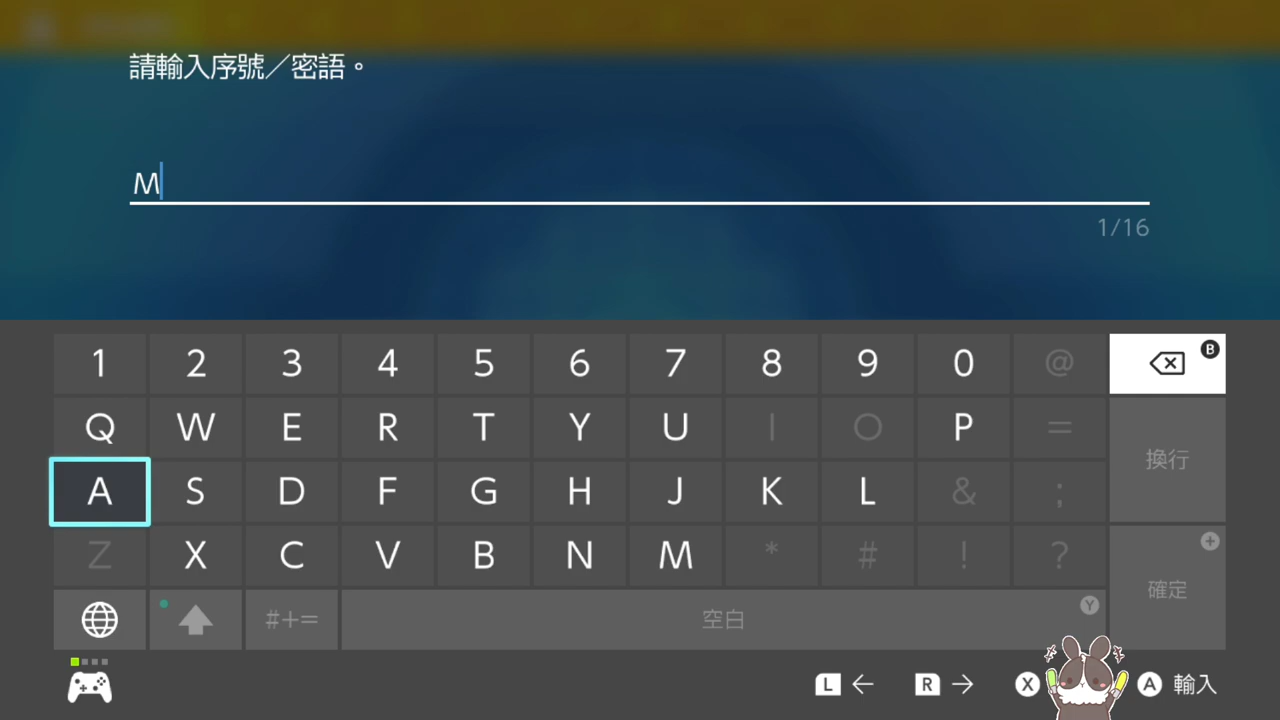 請輸入序號／密語。
M
1/16
1 2 3 4 5 6 7 8 9 0 @ B
Q W E R T Y U I O P =
換行
A S D F G H J K L & ;
Z X C V B N M * # ! ? +
確定
#+= 空白 Y
L ← R → X A 輸入